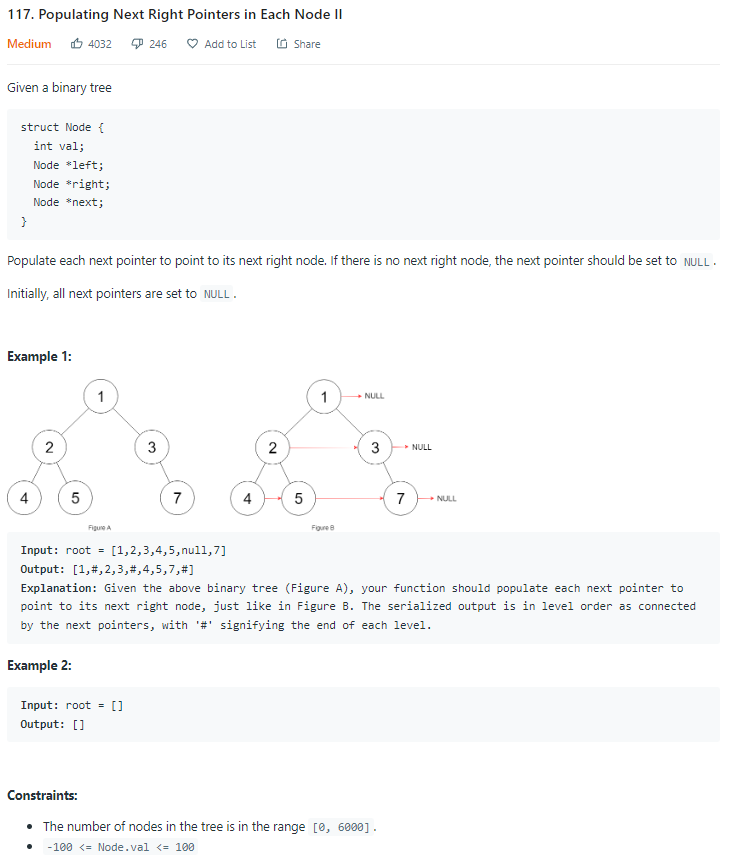 117. Populating Next Right Pointers in Each Node II
Medium 4032 246 Add to List Share
Given a binary tree
struct Node {
  int val;
  Node *left;
  Node *right;
  Node *next;
}
Populate each next pointer to point to its next right node. If there is no next right node, the next pointer should be set to NULL .
Initially, all next pointers are set to NULL .
Example 1:
1 1 NULL
2 3 2 3 NULL
4 5 7 4 5 7 NULL
Figure A Figure B
Input: root = [1,2,3,4,5,null,7]
Output: [1,#,2,3,#,4,5,7,#]
Explanation: Given the above binary tree (Figure A), your function should populate each next pointer to
point to its next right node, just like in Figure B. The serialized output is in level order as connected
by the next pointers, with '#' signifying the end of each level.
Example 2:
Input: root = []
Output: []
Constraints:
• The number of nodes in the tree is in the range [0, 6000] .
• -100 <= Node.val <= 100